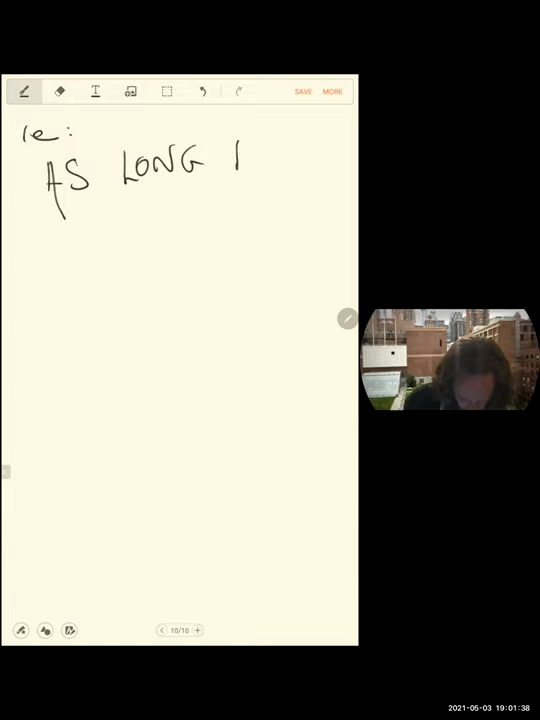 T
SAVE MORE
ie:
AS LONG I
10/10
2021-05-03 19:01:38